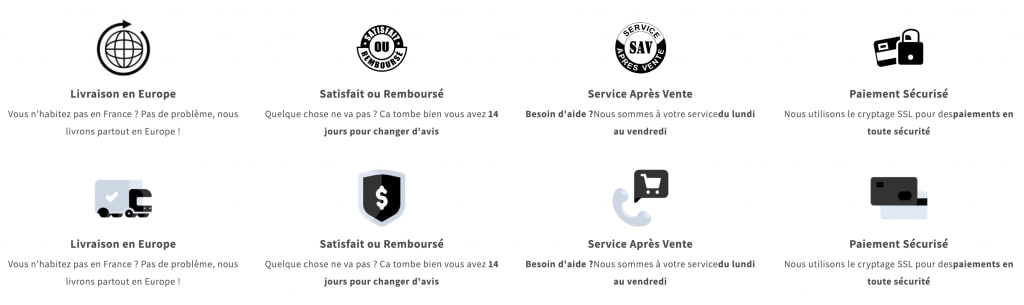 SATISFAIT
OU
REMBOURSÉ
SERVICE
SAV
APRÈS VENTE
Livraison en Europe
Satisfait ou Remboursé
Service Après Vente
Paiement Sécurisé
Vous n'habitez pas en France ? Pas de problème, nous
livrons partout en Europe !
Quelque chose ne va pas ? Ca tombe bien vous avez 14
jours pour changer d'avis
Besoin d'aide ?Nous sommes à votre servicedu lundi
au vendredi
Nous utilisons le cryptage SSL pour despaiements en
toute sécurité
$
Livraison en Europe
Satisfait ou Remboursé
Service Après Vente
Paiement Sécurisé
Vous n'habitez pas en France ? Pas de problème, nous
livrons partout en Europe !
Quelque chose ne va pas ? Ca tombe bien vous avez 14
jours pour changer d'avis
Besoin d'aide ?Nous sommes à votre servicedu lundi
au vendredi
Nous utilisons le cryptage SSL pour despaiements en
toute sécurité